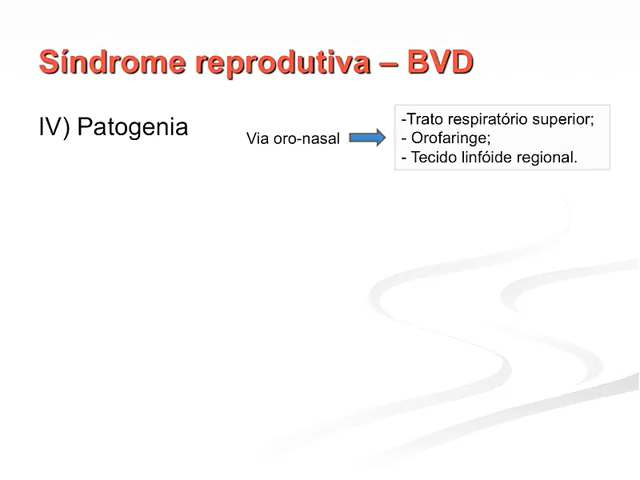 Síndrome reprodutiva – BVD
IV) Patogenia
Via oro-nasal
-Trato respiratório superior;
- Orofaringe;
- Tecido linfóide regional.